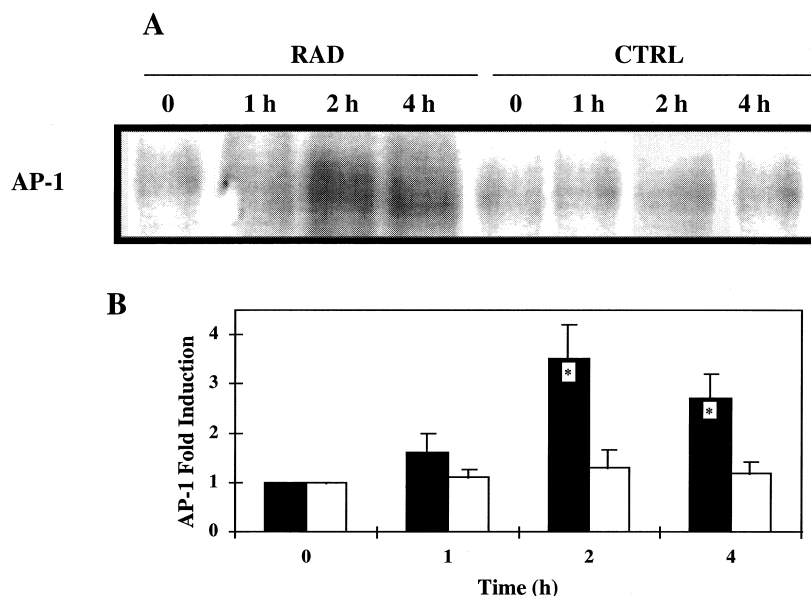 A
RAD CTRL
0 1 h 2 h 4 h 0 1 h 2 h 4 h
AP-1
B
AP-1 Fold Induction
4
3
2
1
0
*
*
0 1 2 4
Time (h)